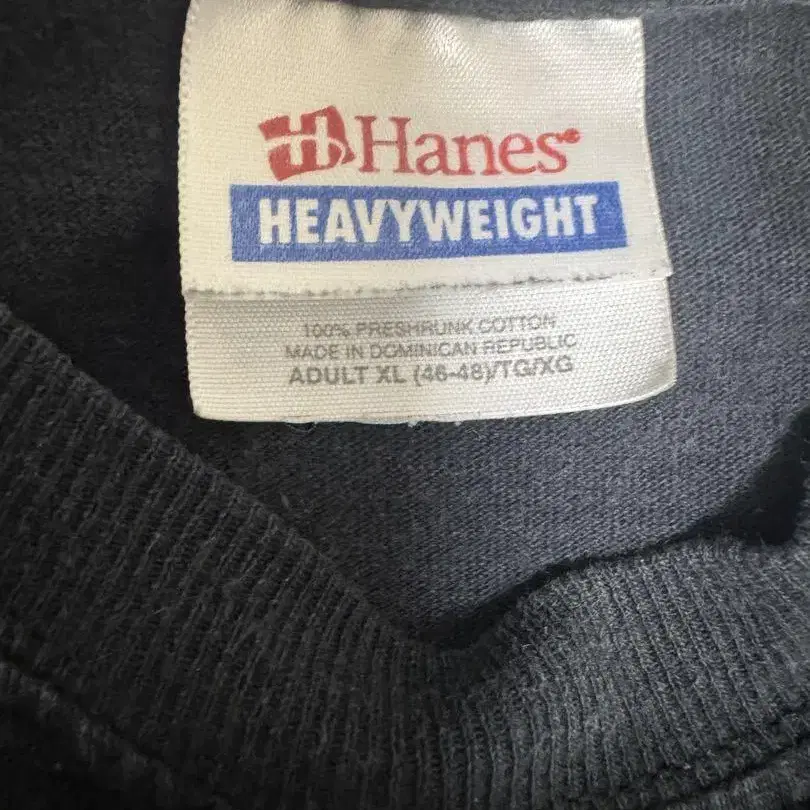 Hanes
HEAVYWEIGHT
100% PRESHRUNK COTTON
MADE IN DOMINICAN REPUBLIC
ADULT XL (46-48)/TG/XG